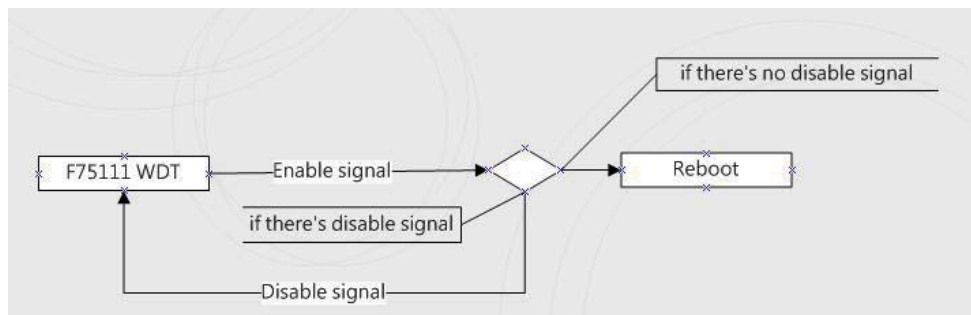 if there's no disable signal
F75111 WDT
Enable signal
Reboot
if there's disable signal
Disable signal